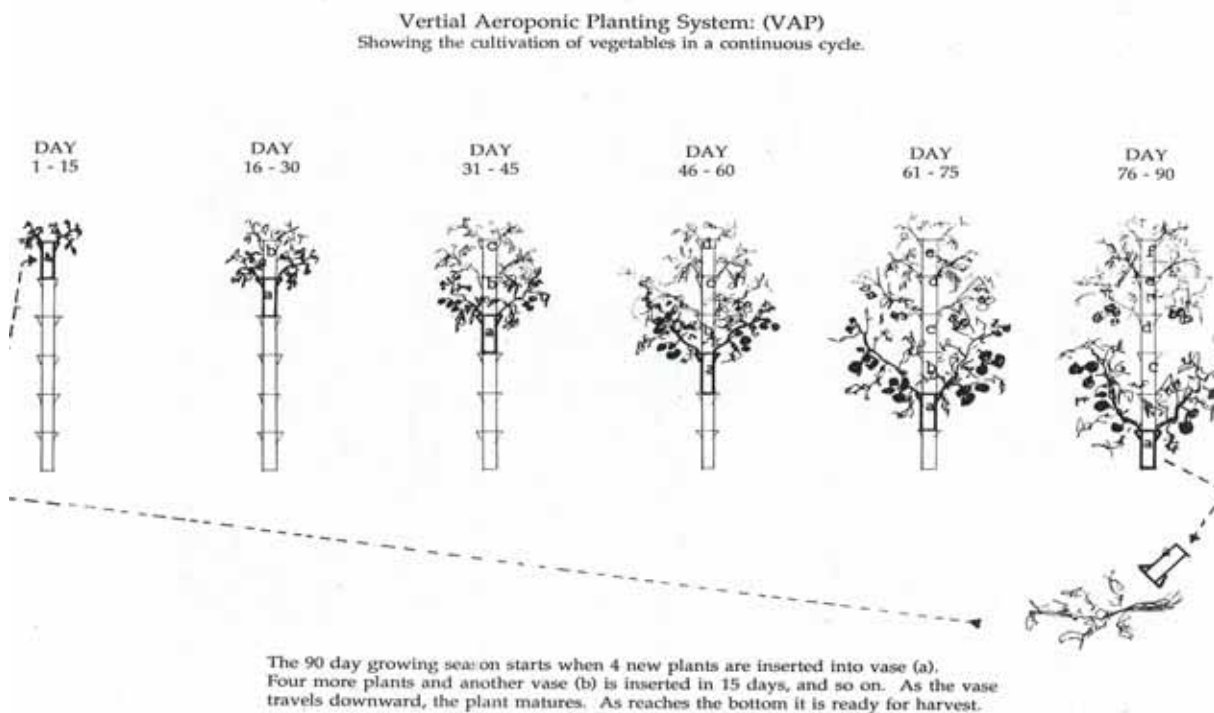 Vertial Aeroponic Planting System: (VAP)
Showing the cultivation of vegetables in a continuous cycle.
DAY
1 - 15
DAY
16 - 30
DAY
31 - 45
DAY
46 - 60
DAY
61 - 75
DAY
76 - 90
b
a
c
b
a
d
c
b
a
e
d
c
b
a
f
e
d
c
a
The 90 day growing season starts when 4 new plants are inserted into vase (a).
Four more plants and another vase (b) is inserted in 15 days, and so on. As the vase
travels downward, the plant matures. As reaches the bottom it is ready for harvest.